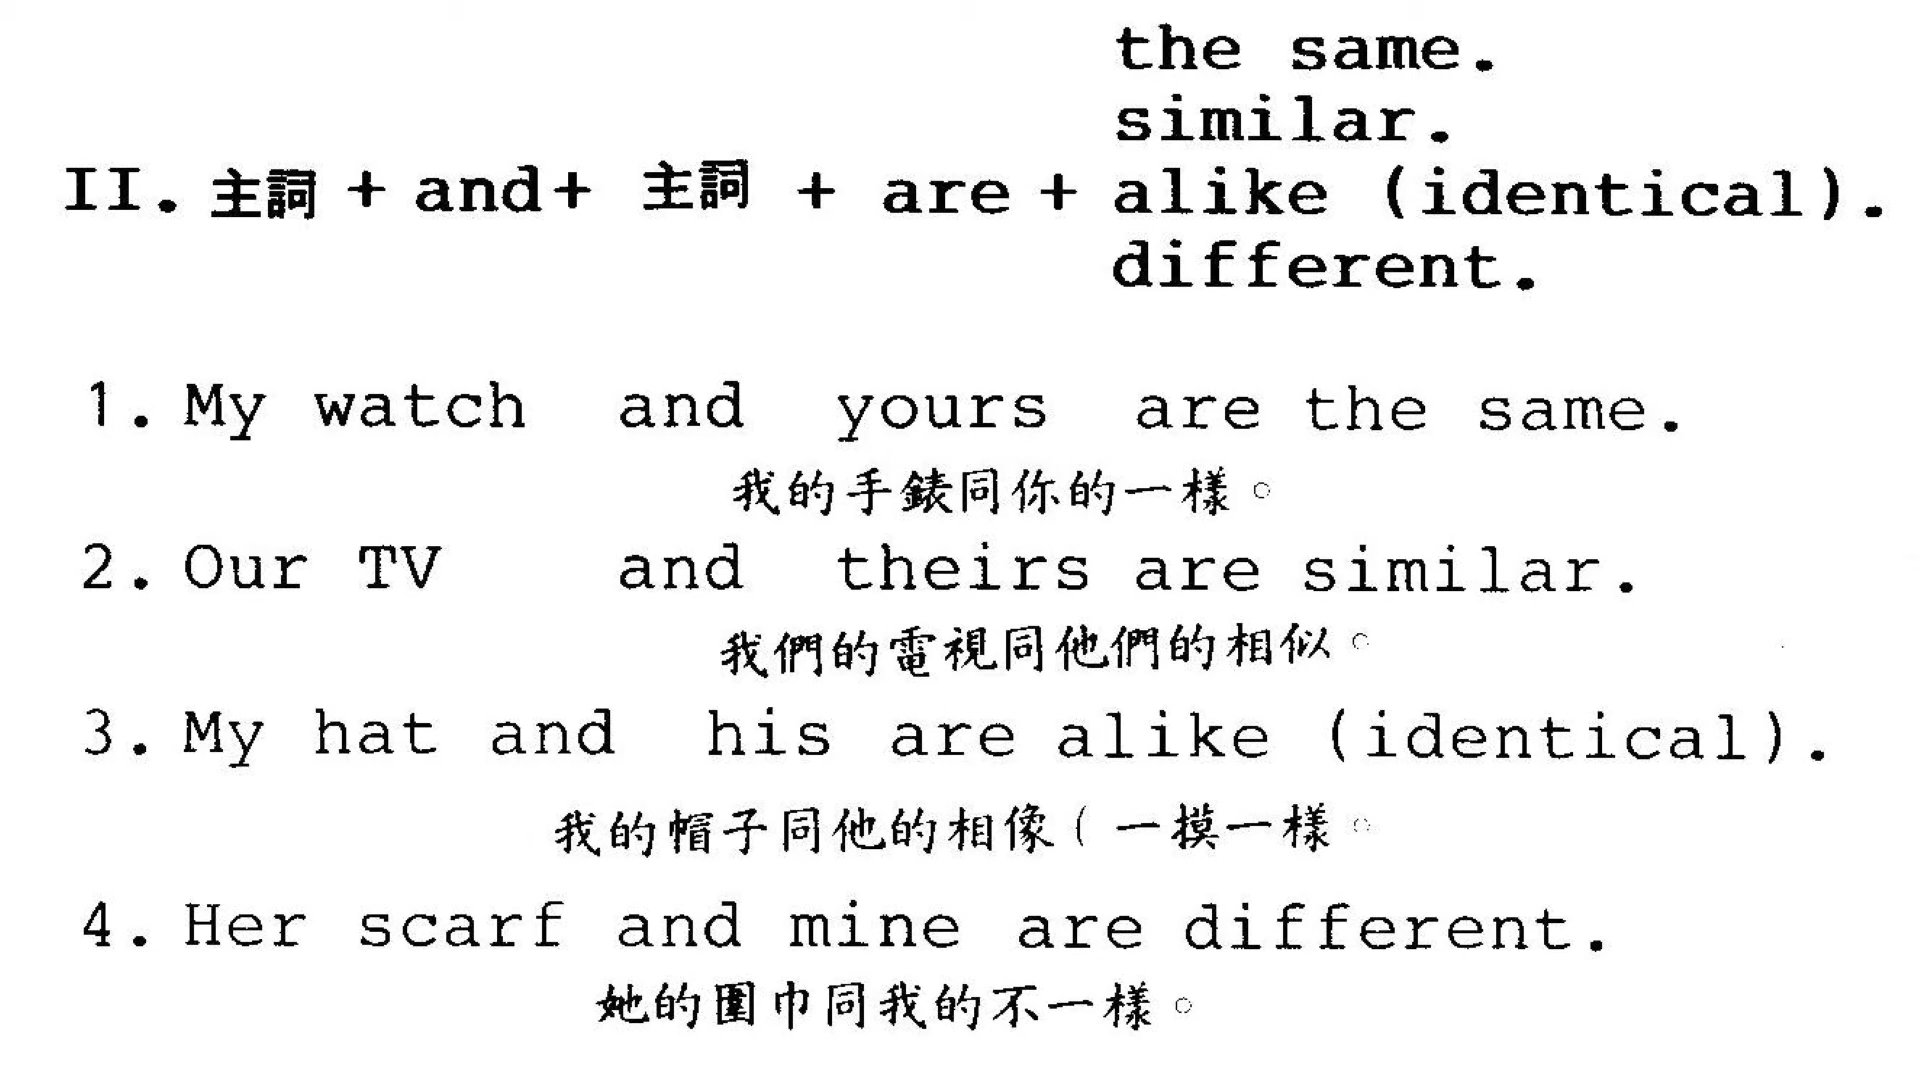 the same.
similar.
II. 主詞 + and + 主詞 + are + alike (identical).
different.
1. My watch and yours are the same.
我的手錶同你的一樣。
2. Our TV and theirs are similar.
我們的電視同他們的相似。
3. My hat and his are alike (identical).
我的帽子同他的相像(一摸一樣。
4. Her scarf and mine are different.
她的圍巾同我的不一樣。